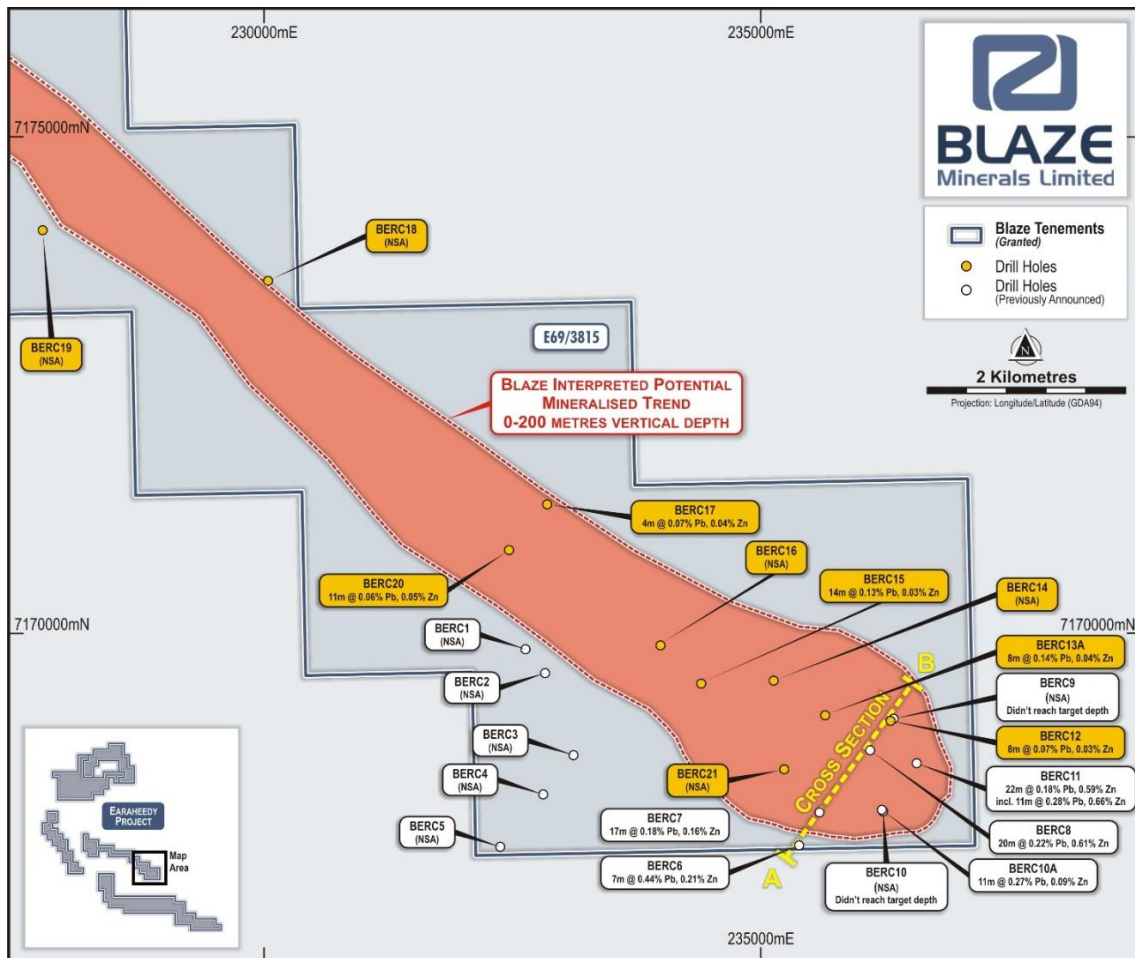 230000mE
235000mE
BLAZE
Minerals Limited
7175000mN
Blaze Tenements
(Granted)
Drill Holes
Drill Holes
(Previously Announced)
N
2 Kilometres
Projection: Longitude/Latitude (GDA94)
BERC18
(NSA)
BERC19
(NSA)
E69/3815
BLAZE INTERPRETED POTENTIAL
MINERALISED TREND
0-200 METRES VERTICAL DEPTH
BERC17
4m @ 0.07% Pb, 0.04% Zn
BERC16
(NSA)
BERC20
11m @ 0.06% Pb, 0.05% Zn
BERC15
14m @ 0.13% Pb, 0.03% Zn
BERC14
(NSA)
7170000mN
7170000mN
BERC1
(NSA)
BERC2
(NSA)
BERC3
(NSA)
BERC4
(NSA)
BERC5
(NSA)
BERC13A
8m @ 0.14% Pb, 0.04% Zn
B
BERC9
(NSA)
Didn't reach target depth
BERC12
8m @ 0.07% Pb, 0.03% Zn
CROSS SECTION
BERC21
(NSA)
BERC11
22m @ 0.18% Pb, 0.59% Zn
incl. 11m @ 0.28% Pb, 0.66% Zn
BERC7
17m @ 0.18% Pb, 0.16% Zn
BERC8
20m @ 0.22% Pb, 0.61% Zn
BERC6
7m @ 0.44% Pb, 0.21% Zn
A
BERC10
(NSA)
Didn't reach target depth
BERC10A
11m @ 0.27% Pb, 0.09% Zn
EARAHEEDY
PROJECT
Map
Area
235000mE